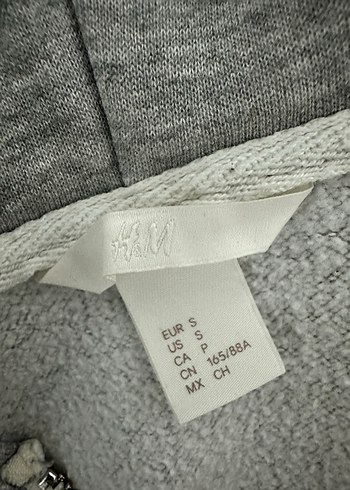 H&M
EUR S
US S
CA P
CN 165/88A
MX CH